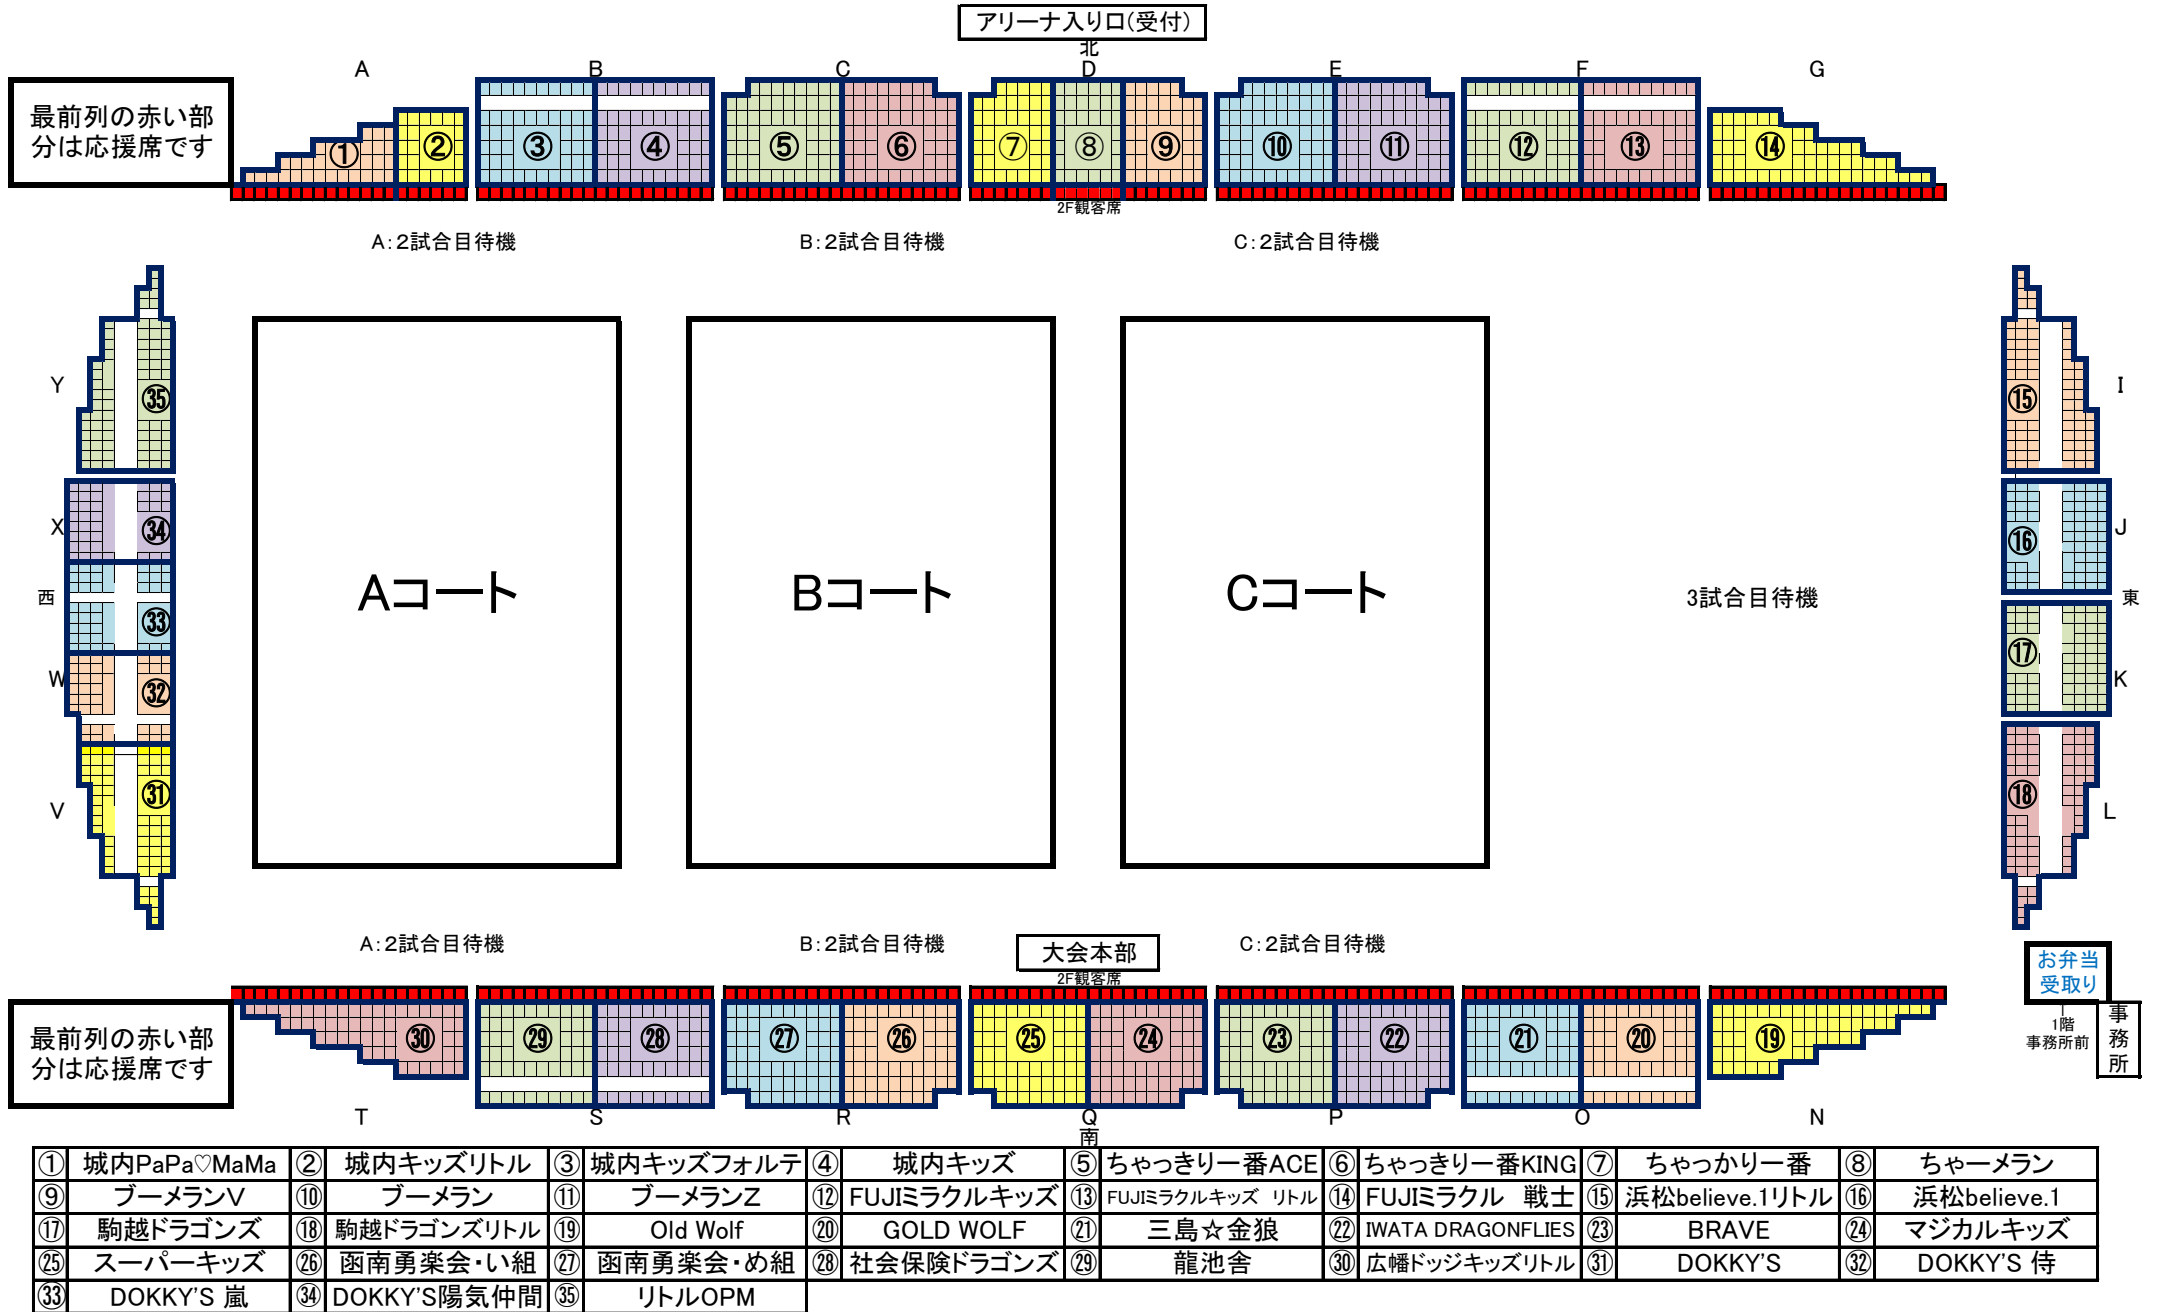 アリーナ入り口(受付)
北
A B C D E F G
最前列の赤い部
分は応援席です
① ② ③ ④ ⑤ ⑥ ⑦ ⑧ ⑨ ⑩ ⑪ ⑫ ⑬ ⑭
2F観客席
A:2試合目待機 B:2試合目待機 C:2試合目待機
Y ㉟ ⑮ I
X ㉞ ⑯ J
西 ㉝ Aコート Bコート Cコート 3試合目待機 東
W ㉜ ⑰ K
V ㉛ ⑱ L
A:2試合目待機 B:2試合目待機 C:2試合目待機
大会本部
2F観客席
お弁当
受取り
1階
事務所前
事務所
最前列の赤い部
分は応援席です
㉚ ㉙ ㉘ ㉗ ㉖ ㉕ ㉔ ㉓ ㉒ ㉑ ⑳ ⑲
T S R Q P O N
南
① 城内PaPa♡MaMa ② 城内キッズリトル ③ 城内キッズフォルテ ④ 城内キッズ ⑤ ちゃっきり一番ACE ⑥ ちゃっきり一番KING ⑦ ちゃっかり一番 ⑧ ちゃーメラン
⑨ ブーメランV ⑩ ブーメラン ⑪ ブーメランZ ⑫ FUJIミラクルキッズ ⑬ FUJIミラクルキッズ リトル ⑭ FUJIミラクル 戦士 ⑮ 浜松believe.1リトル ⑯ 浜松believe.1
⑰ 駒越ドラゴンズ ⑱ 駒越ドラゴンズリトル ⑲ Old Wolf ⑳ GOLD WOLF ㉑ 三島☆金狼 ㉒ IWATA DRAGONFLIES ㉓ BRAVE ㉔ マジカルキッズ
㉕ スーパーキッズ ㉖ 函南勇楽会・い組 ㉗ 函南勇楽会・め組 ㉘ 社会保険ドラゴンズ ㉙ 龍池舎 ㉚ 広幡ドッジキッズリトル ㉛ DOKKY'S ㉜ DOKKY'S 侍
㉝ DOKKY'S 嵐 ㉞ DOKKY'S陽気仲間 ㉟ リトルOPM